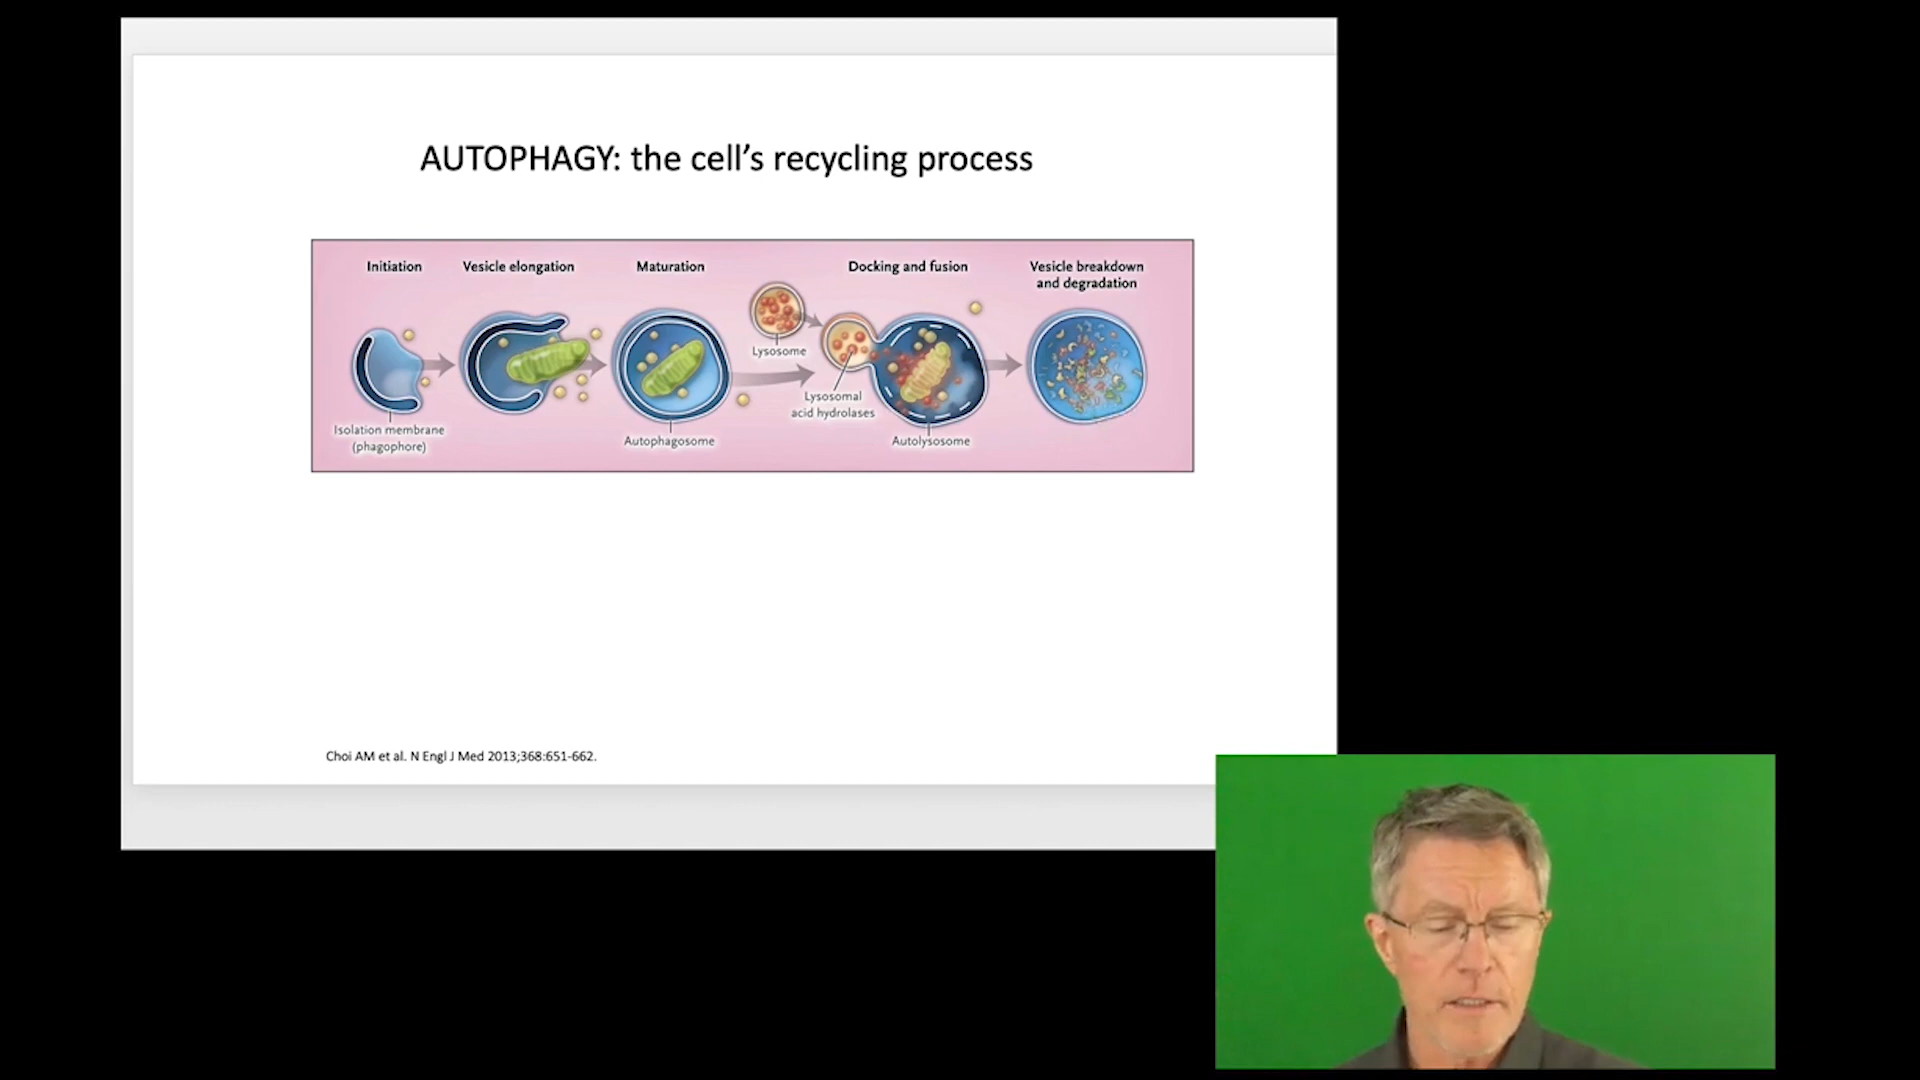 AUTOPHAGY: the cell’s recycling process
Initiation
Vesicle elongation
Maturation
Docking and fusion
Vesicle breakdown
and degradation
Lysosome
Lysosomal
acid hydrolases
Isolation membrane
(phagophore)
Autophagosome
Autolysosome
Choi AM et al. N Engl J Med 2013;368:651-662.